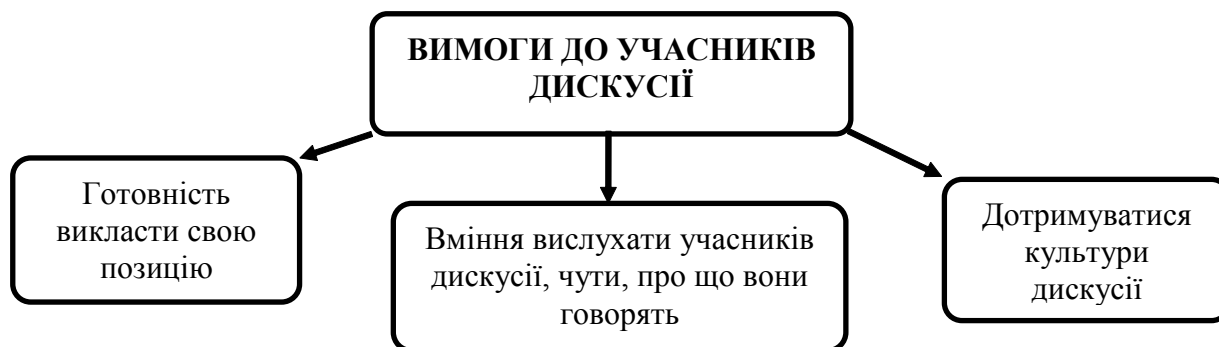 ВИМОГИ ДО УЧАСНИКІВ
ДИСКУСІЇ
Готовність
викласти свою
позицію
Вміння вислухати учасників
дискусії, чути, про що вони
говорять
Дотримуватися
культури
дискусії